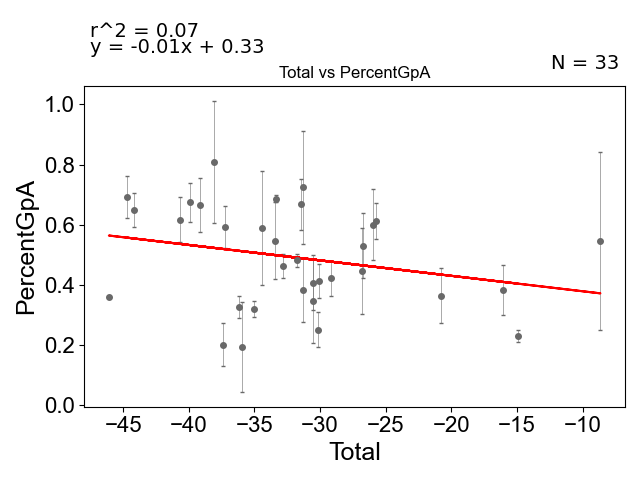 r^2 = 0.07
y = -0.01x + 0.33
N = 33
Total vs PercentGpA
PercentGpA
1.0
0.8
0.6
0.4
0.2
0.0
−45 −40 −35 −30 −25 −20 −15 −10
Total